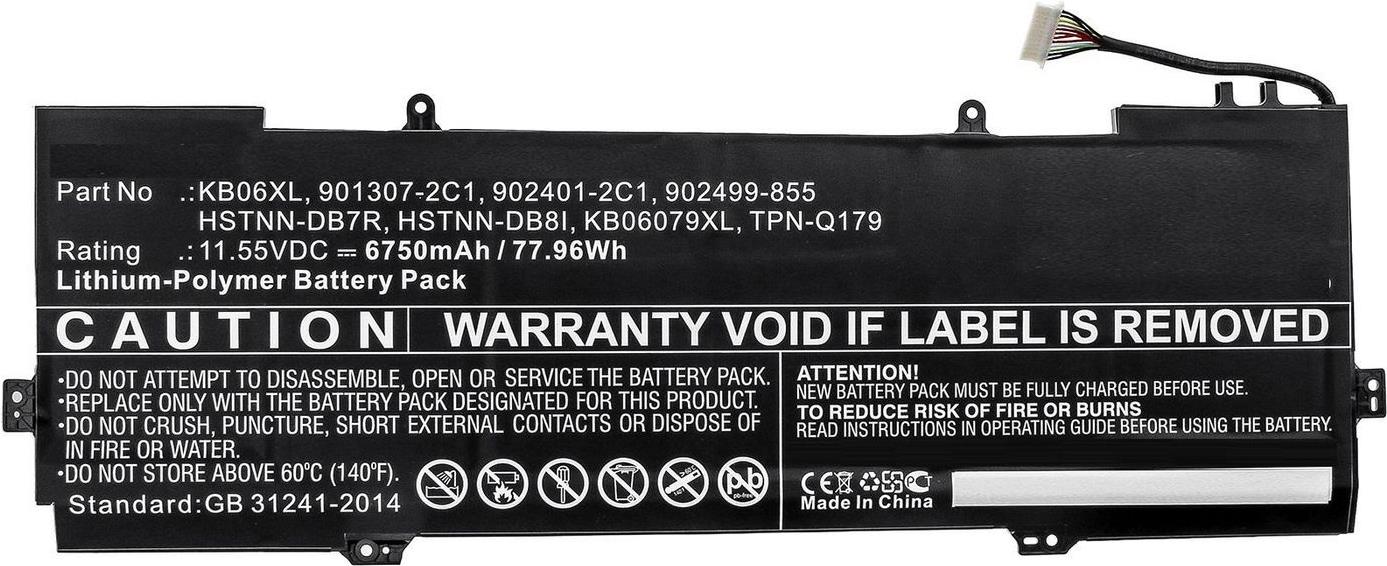 Part No .:KB06XL, 901307-2C1, 902401-2C1, 902499-855
HSTNN-DB7R, HSTNN-DB8I, KB06079XL, TPN-Q179
Rating .:11.55VDC ⎓ 6750mAh / 77.96Wh
Lithium-Polymer Battery Pack
CAUTION WARRANTY VOID IF LABEL IS REMOVED
•DO NOT ATTEMPT TO DISASSEMBLE, OPEN OR SERVICE THE BATTERY PACK.
•REPLACE ONLY WITH THE BATTERY PACK DESIGNATED FOR THIS PRODUCT.
•DO NOT CRUSH, PUNCTURE, SHORT EXTERNAL CONTACTS OR DISPOSE OF
IN FIRE OR WATER.
•DO NOT STORE ABOVE 60ºC (140ºF).
Standard:GB 31241-2014
pb-free
ATTENTION!
NEW BATTERY PACK MUST BE FULLY CHARGED BEFORE USE.
TO REDUCE RISK OF FIRE OR BURNS
READ INSTRUCTIONS IN OPERATING GUIDE BEFORE USING THE BATTERY.
CE
Made In China